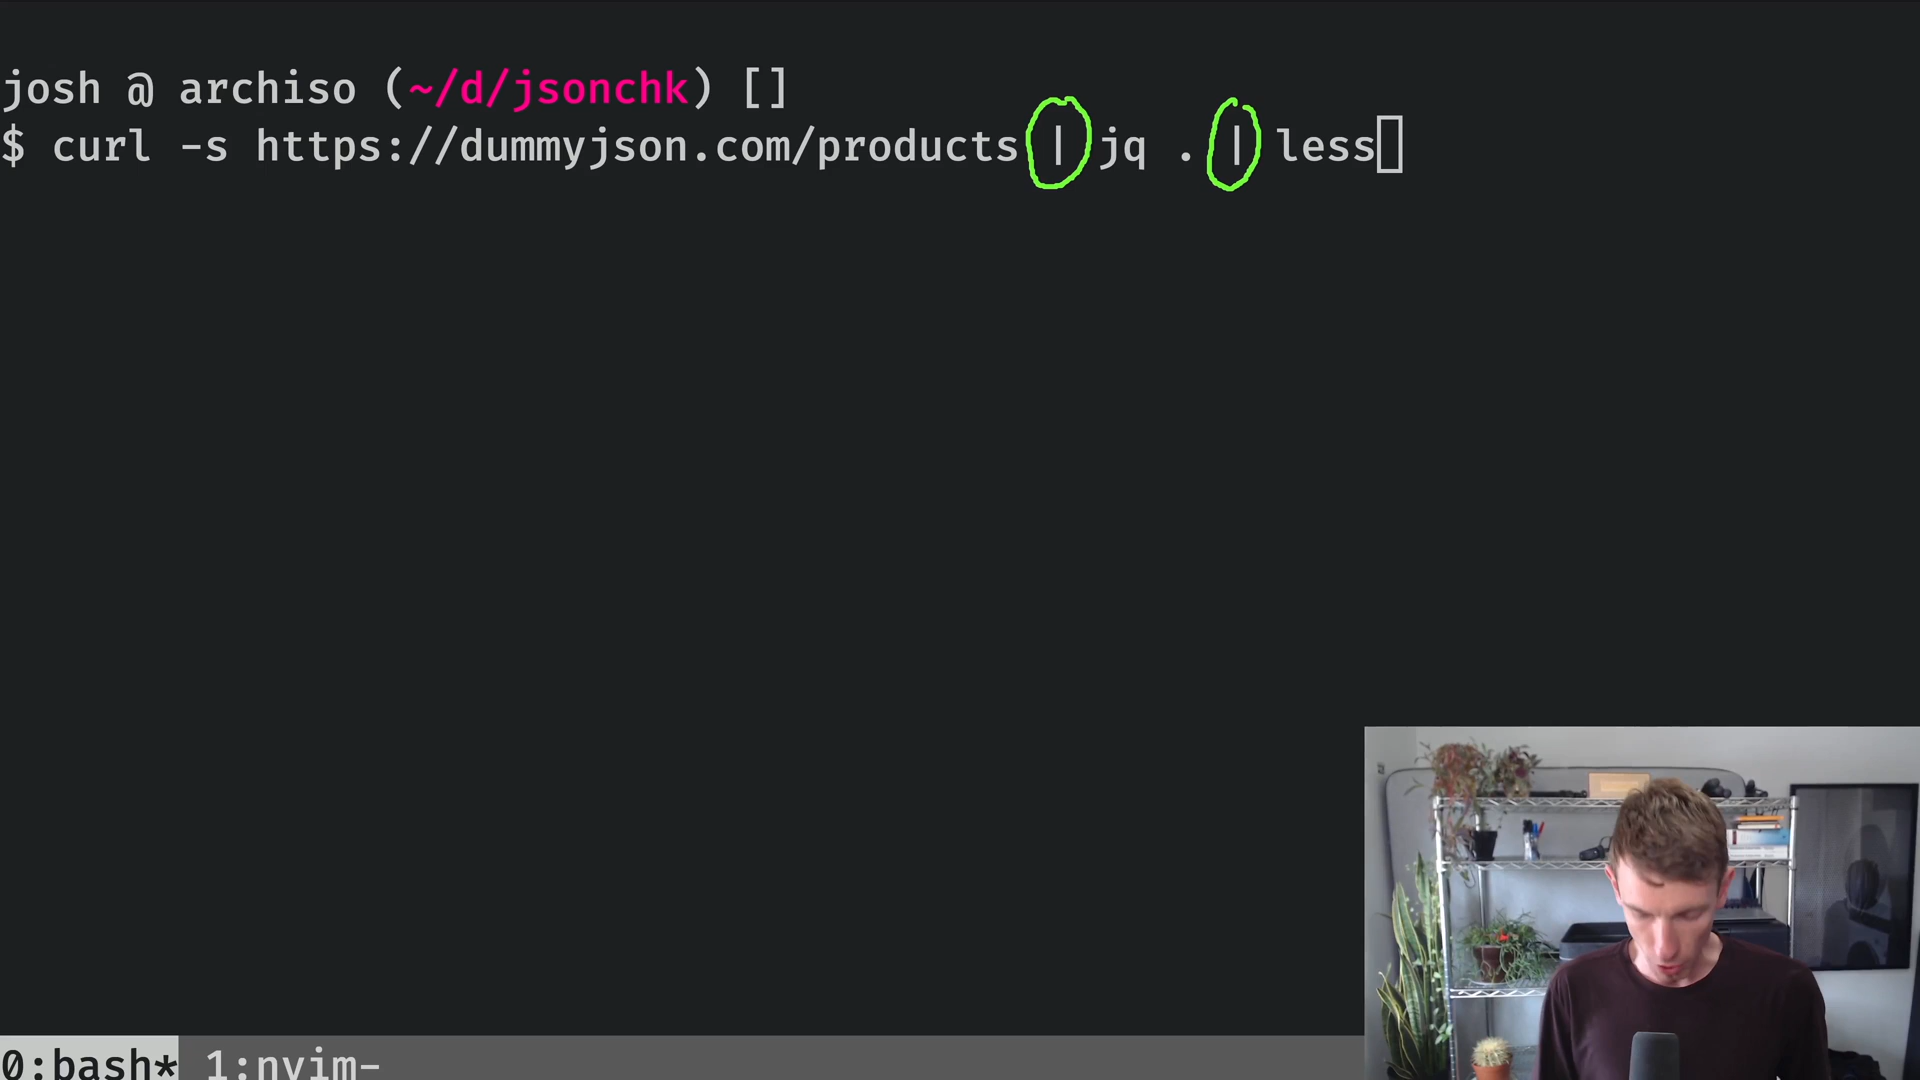 josh @ archiso (~/d/jsonchk) []
$ curl -s https://dummyjson.com/products | jq . | less
0:bash* 1:nvim-